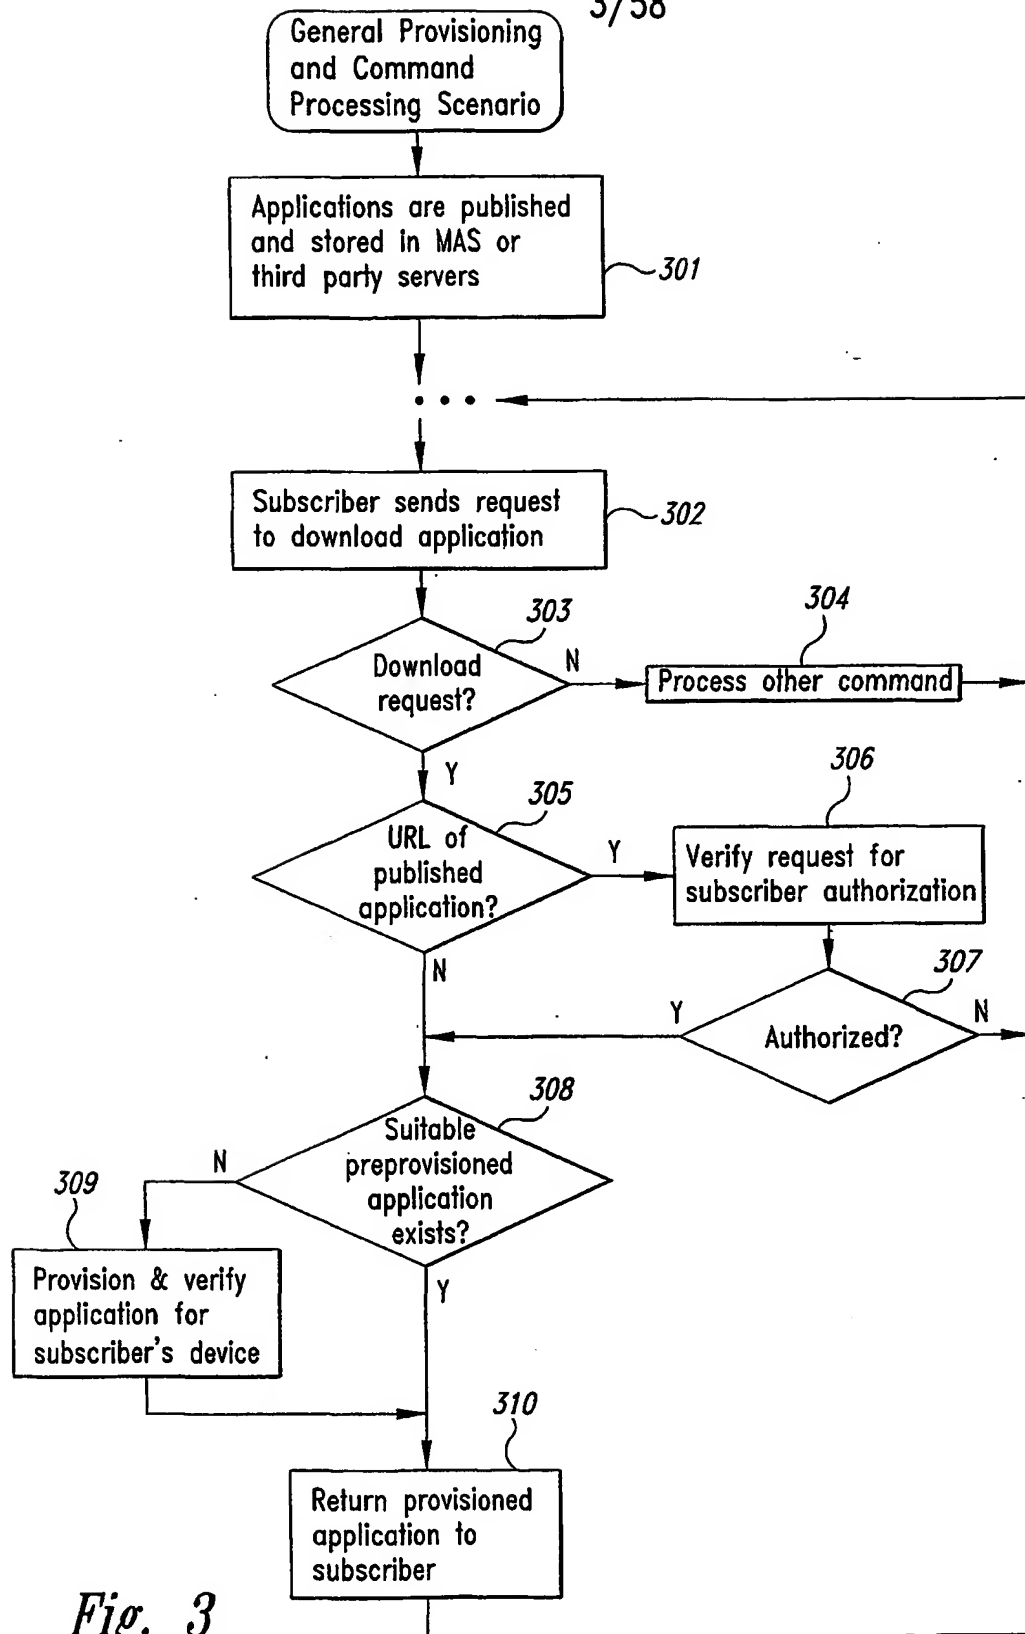 3/58
General Provisioning
and Command
Processing Scenario
Applications are published
and stored in MAS or
third party servers
301
Subscriber sends request
to download application
302
303
Download
request?
N
Y
304
Process other command
305
URL of
published
application?
Y
N
306
Verify request for
subscriber authorization
307
Authorized?
Y
N
308
Suitable
preprovisioned
application
exists?
N
Y
309
Provision & verify
application for
subscriber's device
310
Return provisioned
application to
subscriber
Fig. 3